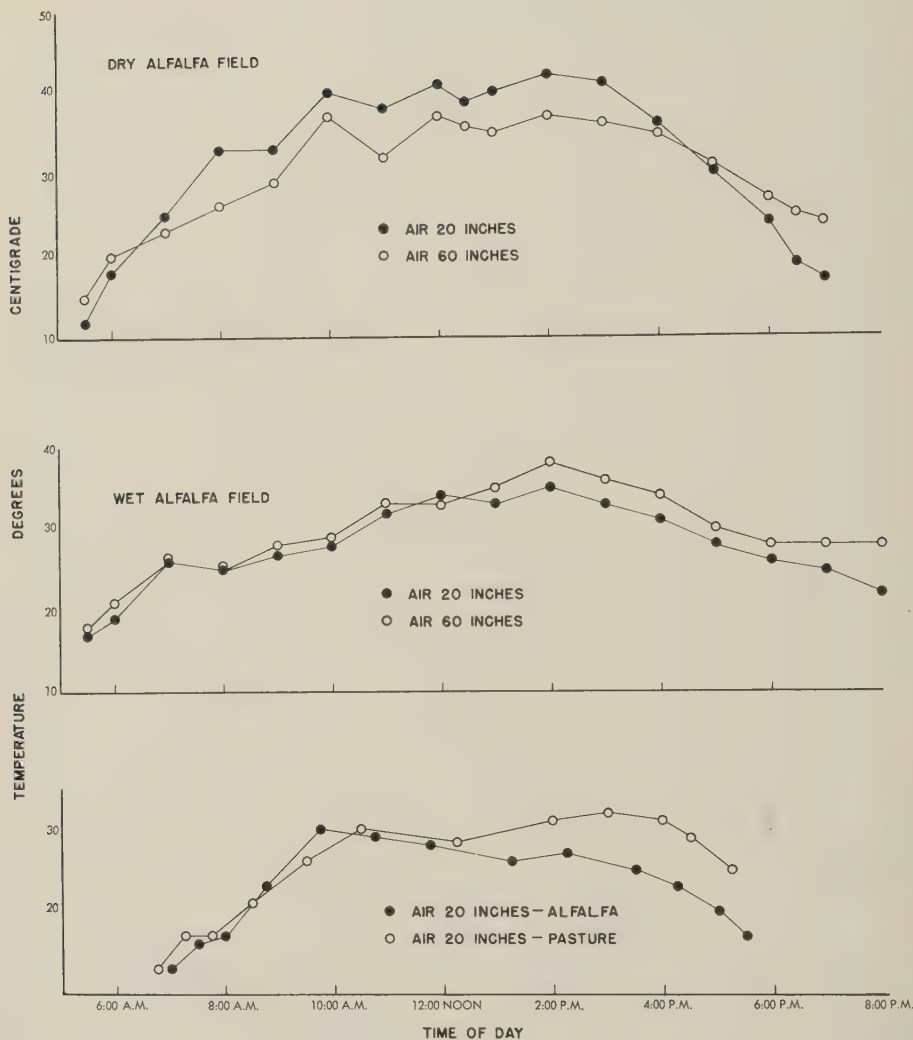 50
DRY ALFALFA FIELD
40
30
● AIR 20 INCHES
○ AIR 60 INCHES
20
10
CENTIGRADE
40
WET ALFALFA FIELD
30
● AIR 20 INCHES
○ AIR 60 INCHES
20
10
DEGREES
TEMPERATURE
30
● AIR 20 INCHES—ALFALFA
○ AIR 20 INCHES—PASTURE
20
6:00 A.M. 8:00 A.M. 10:00 A.M. 12:00 NOON 2:00 P.M. 4:00 P.M. 6:00 P.M. 8:00 P.M.
TIME OF DAY